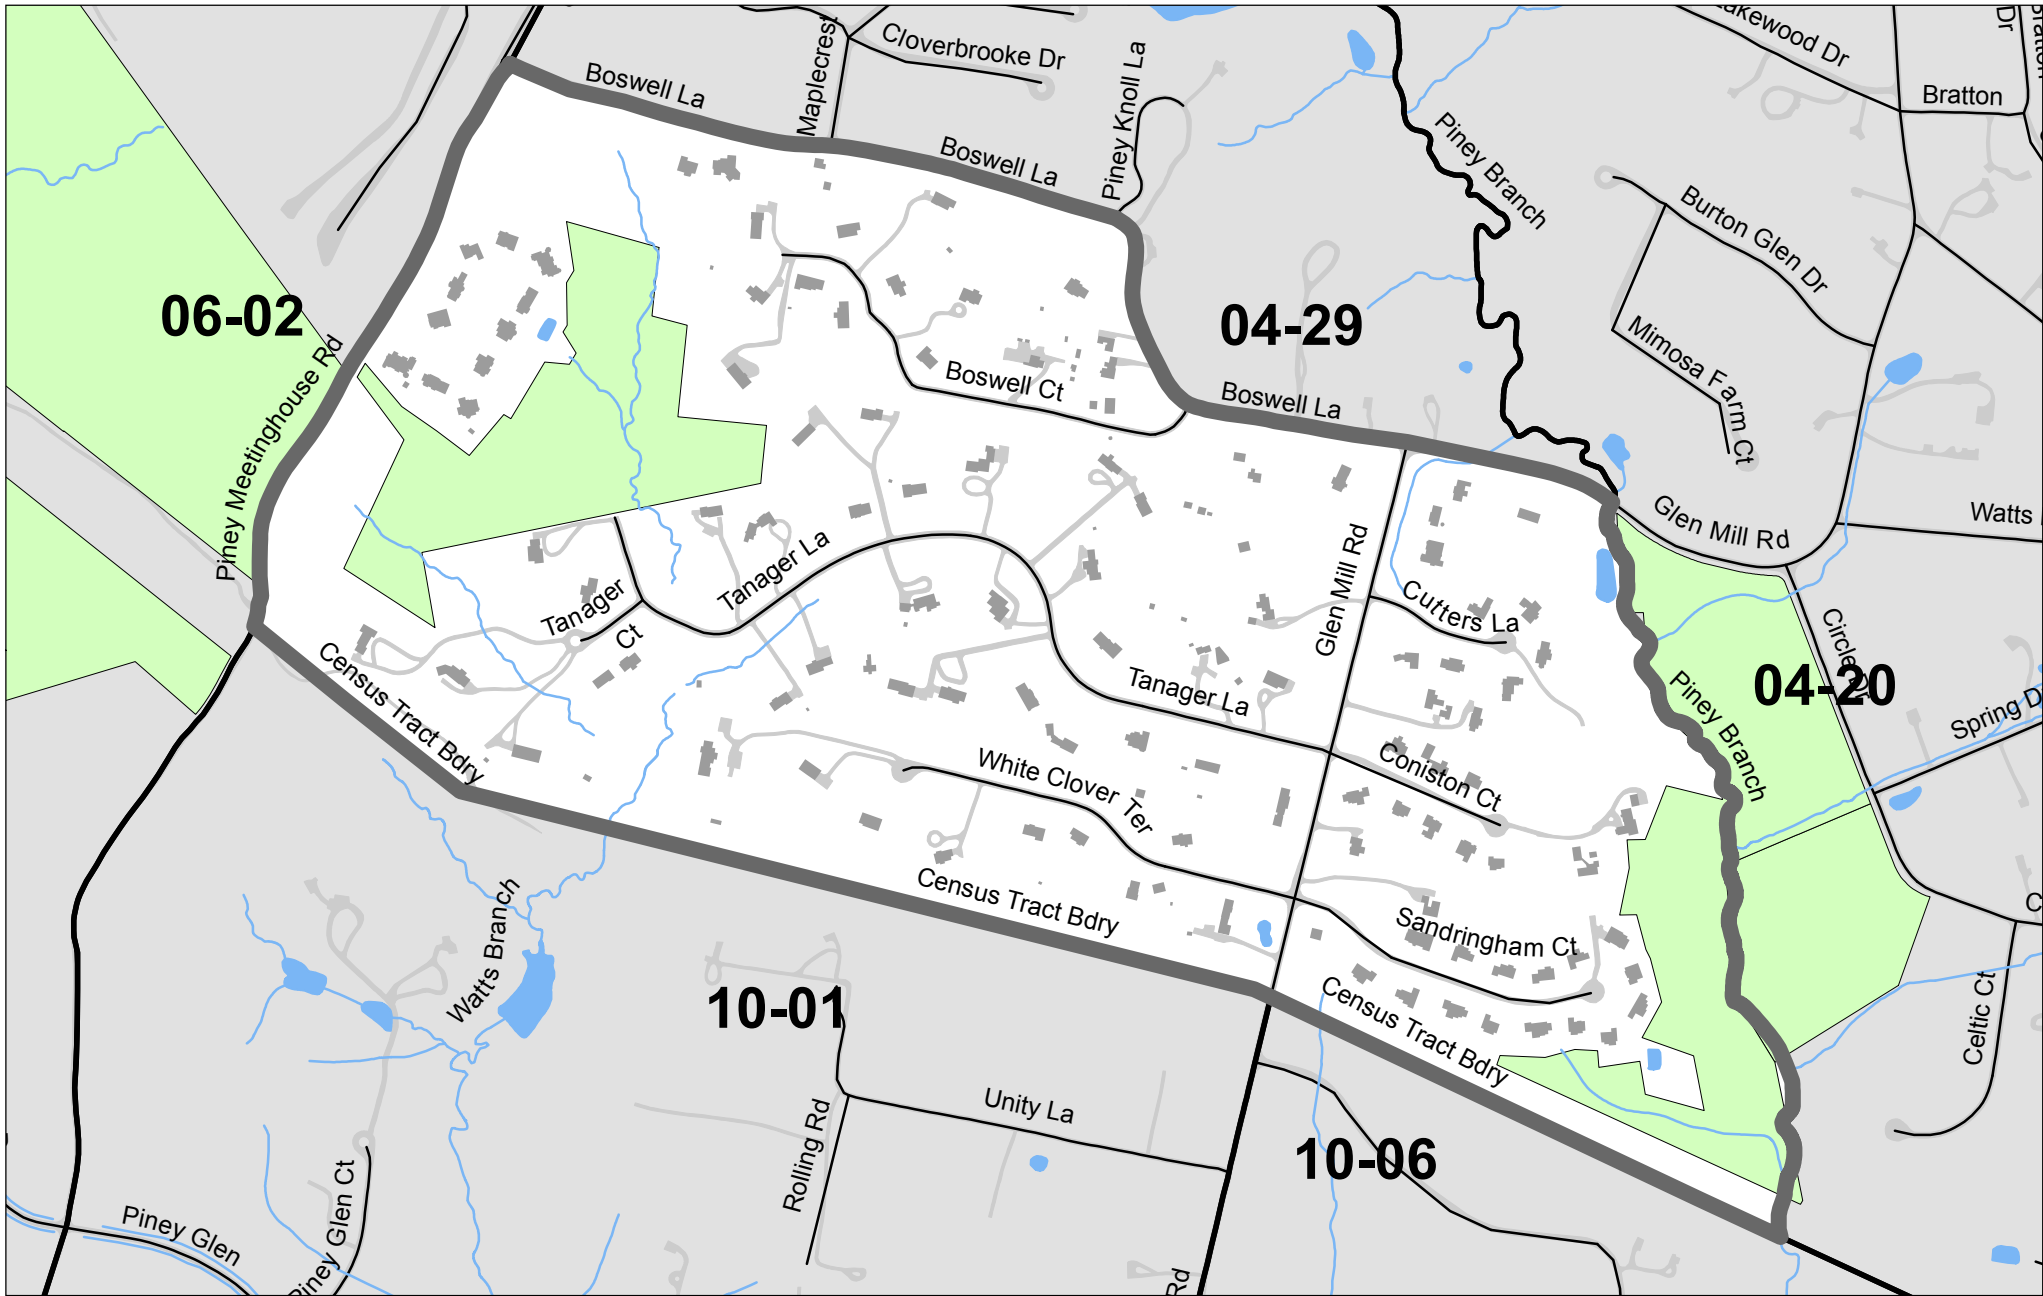 Boswell La
Maplecrest
Cloverbrooke Dr
Piney Knoll La
Boswell La
Piney Branch
Dr
Bratton
Burton Glen Dr
Mimosa Farm Ct
06-02
04-29
Piney Meetinghouse Rd
Boswell Ct
Boswell La
Glen Mill Rd
Watts
Tanager La
Tanager
Ct
Glen Mill Rd
Cutters La
Circle Dr
04-20
Piney Branch
Spring D
Census Tract Bdry
Tanager La
White Clover Ter
Coniston Ct
Census Tract Bdry
Sandringham Ct
Watts Branch
10-01
Census Tract Bdry
Celtic Ct
Unity La
Rolling Rd
10-06
Piney Glen
Piney Glen Ct
Rd